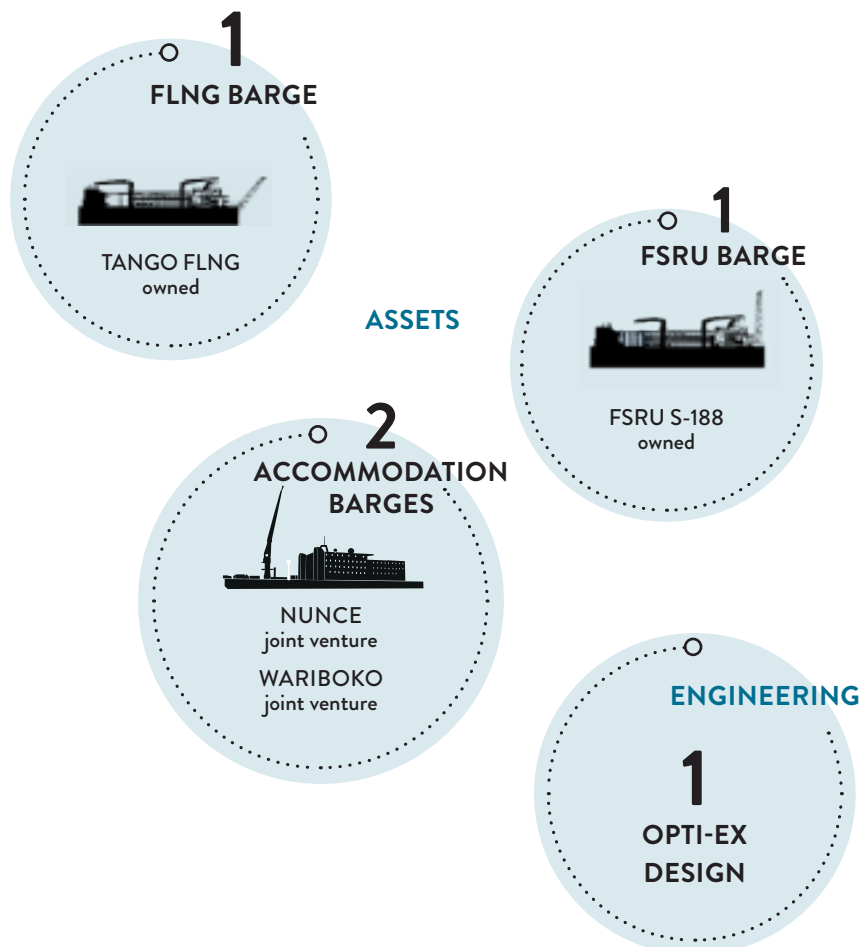 1
FLNG BARGE
TANGO FLNG
owned
1
FSRU BARGE
FSRU S-188
owned
ASSETS
2
ACCOMMODATION
BARGES
NUNCE
joint venture
WARIBOKO
joint venture
ENGINEERING
1
OPTI-EX
DESIGN